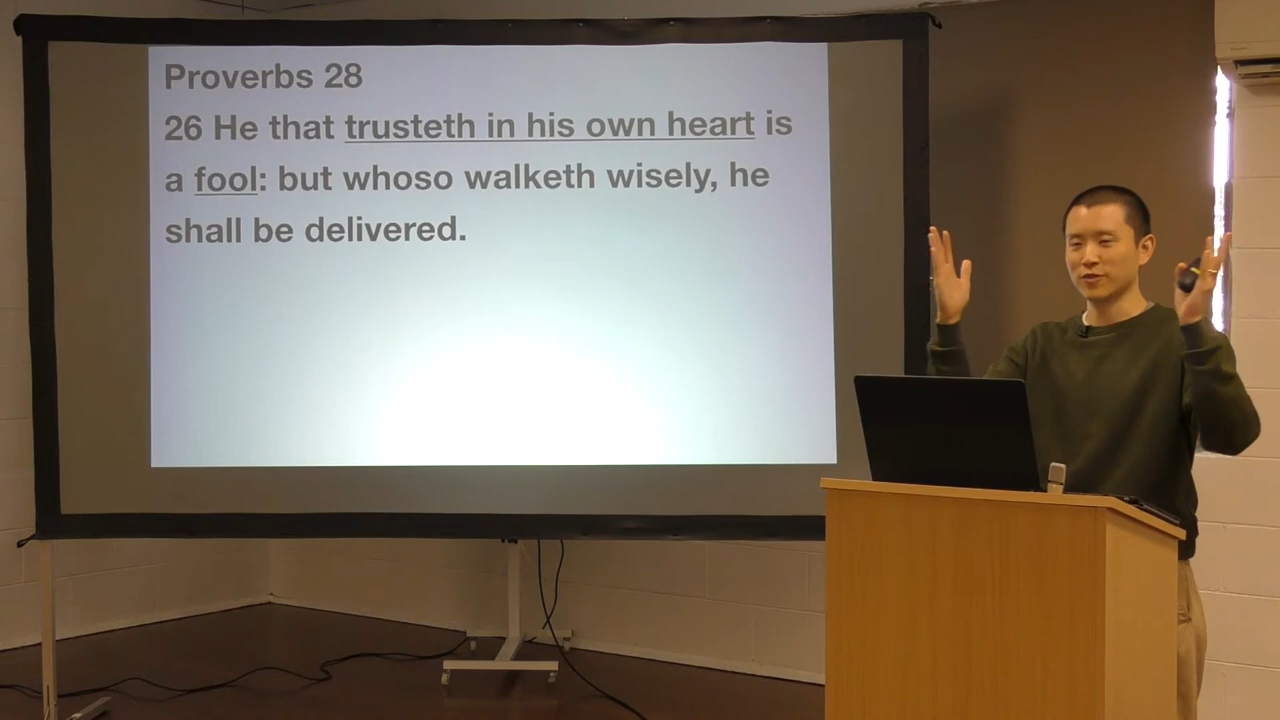 Proverbs 28
26 He that trusteth in his own heart is
a fool: but whoso walketh wisely, he
shall be delivered.